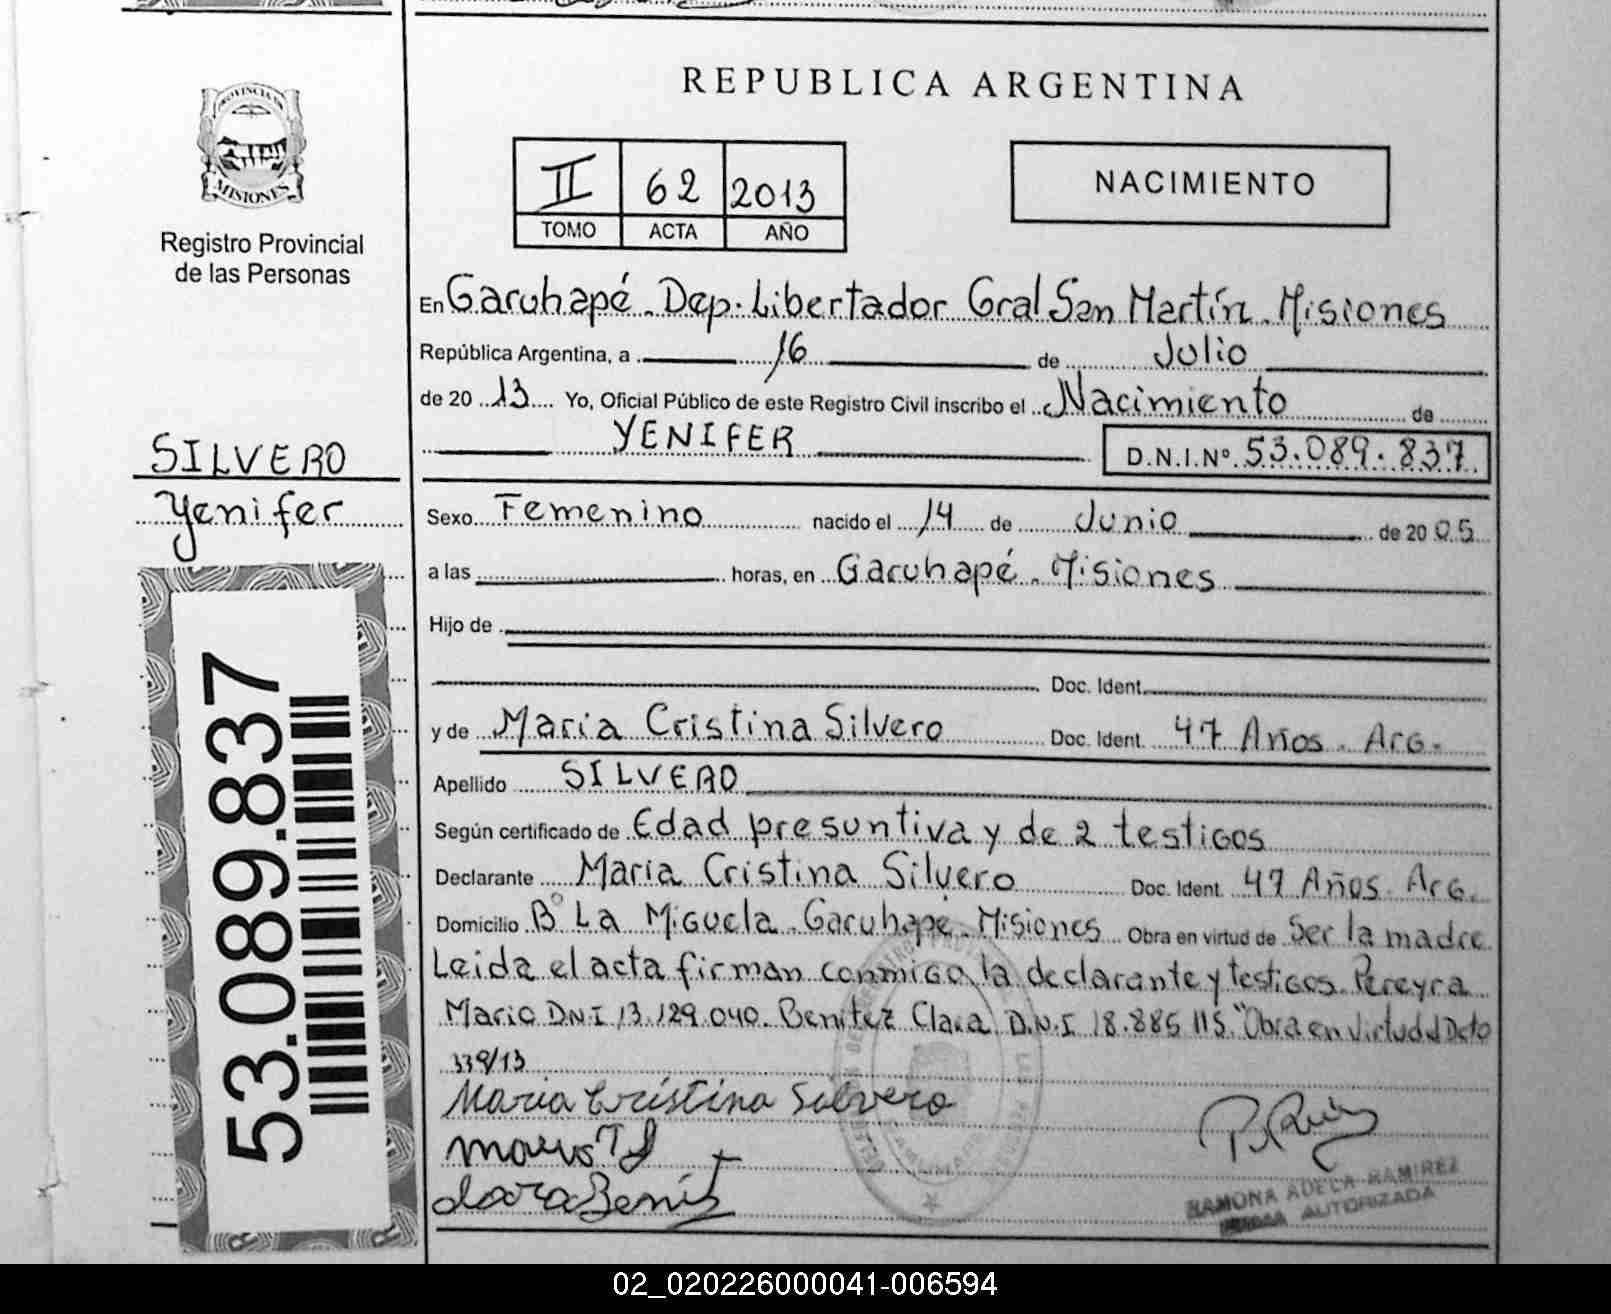 REPUBLICA ARGENTINA
PROVINCIA DE
MISIONES
Registro Provincial
de las Personas
II 62 2013
TOMO ACTA AÑO
NACIMIENTO
En Garuhapé. Dep. Libertador Gral San Martín. Misiones
República Argentina, a 16 de Julio
de 2013 Yo, Oficial Público de este Registro Civil inscribo el Nacimiento de
YENIFER D.N.I.Nº 53.089.837
SILVERO
Yenifer
Sexo Femenino nacido el 14 de Junio de 2005
a las horas, en Garuhapé. Misiones
Hijo de
Doc. Ident.
y de Maria Cristina Silvero Doc. Ident. 47 Años. Arg.
Apellido SILVERO
Según certificado de Edad presuntiva y de 2 testigos
Declarante Maria Cristina Silvero Doc. Ident. 47 Años. Arg.
Domicilio Bº La Miguela. Garuhapé. Misiones Obra en virtud de Ser la madre.
Leida el acta firman conmigo la declarante y testigos. Pereyra
Mario DNI 13.129.040. Benitez Clara D.N.I 18.885.115. "Obra en Virtud d Dcto
339/13
Maria Cristina Silvero
RAMONA ADELA RAMIREZ
AUTORIZADA
53.089.837
02_020226000041-006594